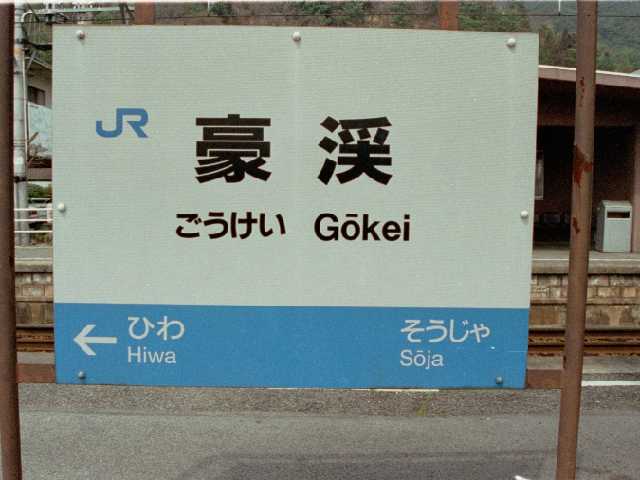 JR
豪渓
ごうけい Gōkei
← ひわ そうじゃ
Hiwa Sōja